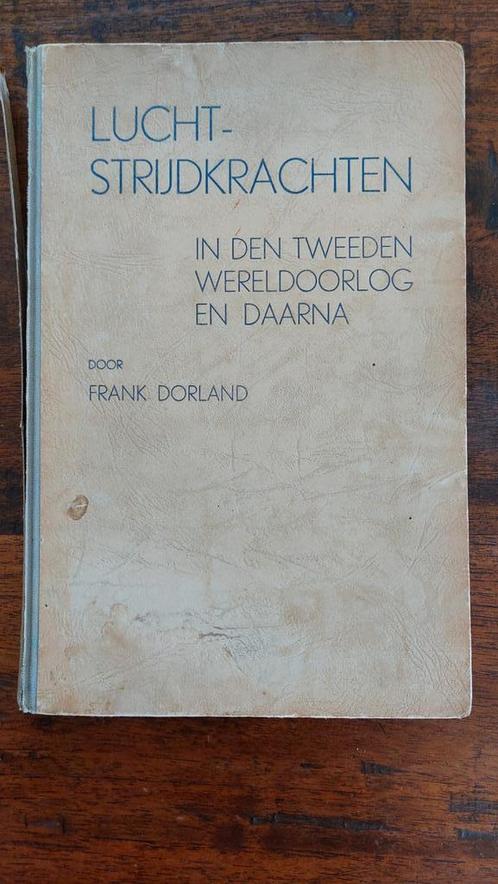 LUCHT-
STRIJDKRACHTEN
IN DEN TWEEDEN
WERELDOORLOG
EN DAARNA
DOOR
FRANK DORLAND